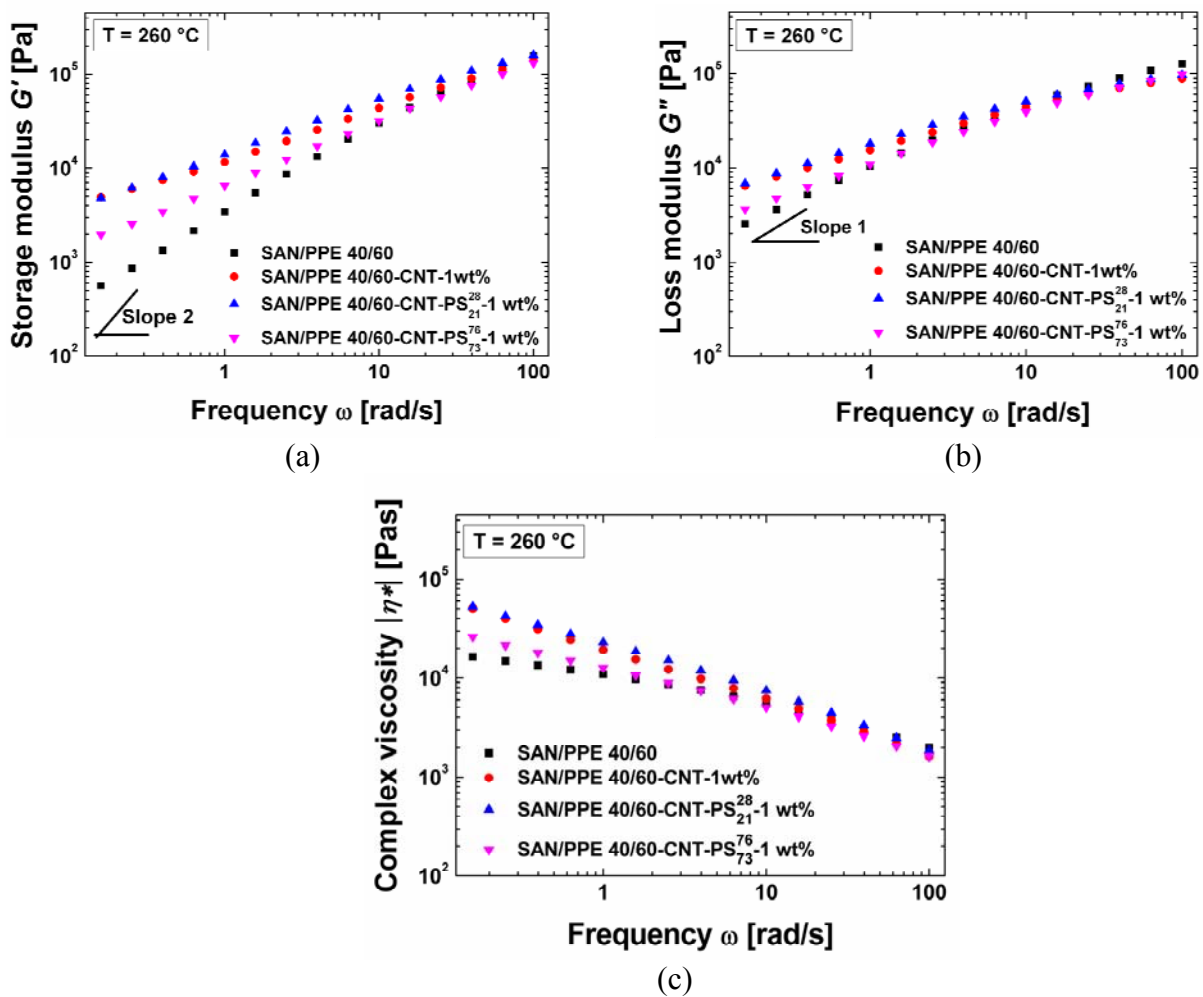 T = 260 °C
Storage modulus G' [Pa]
10^5
10^4
10^3
10^2
Slope 2
SAN/PPE 40/60
SAN/PPE 40/60-CNT-1wt%
SAN/PPE 40/60-CNT-PS^28_21-1 wt%
SAN/PPE 40/60-CNT-PS^76_73-1 wt%
1 10 100
Frequency ω [rad/s]
(a)
T = 260 °C
Loss modulus G'' [Pa]
10^5
10^4
10^3
10^2
Slope 1
SAN/PPE 40/60
SAN/PPE 40/60-CNT-1wt%
SAN/PPE 40/60-CNT-PS^28_21-1 wt%
SAN/PPE 40/60-CNT-PS^76_73-1 wt%
1 10 100
Frequency ω [rad/s]
(b)
T = 260 °C
Complex viscosity |η*| [Pas]
10^5
10^4
10^3
10^2
SAN/PPE 40/60
SAN/PPE 40/60-CNT-1wt%
SAN/PPE 40/60-CNT-PS^28_21-1 wt%
SAN/PPE 40/60-CNT-PS^76_73-1 wt%
1 10 100
Frequency ω [rad/s]
(c)